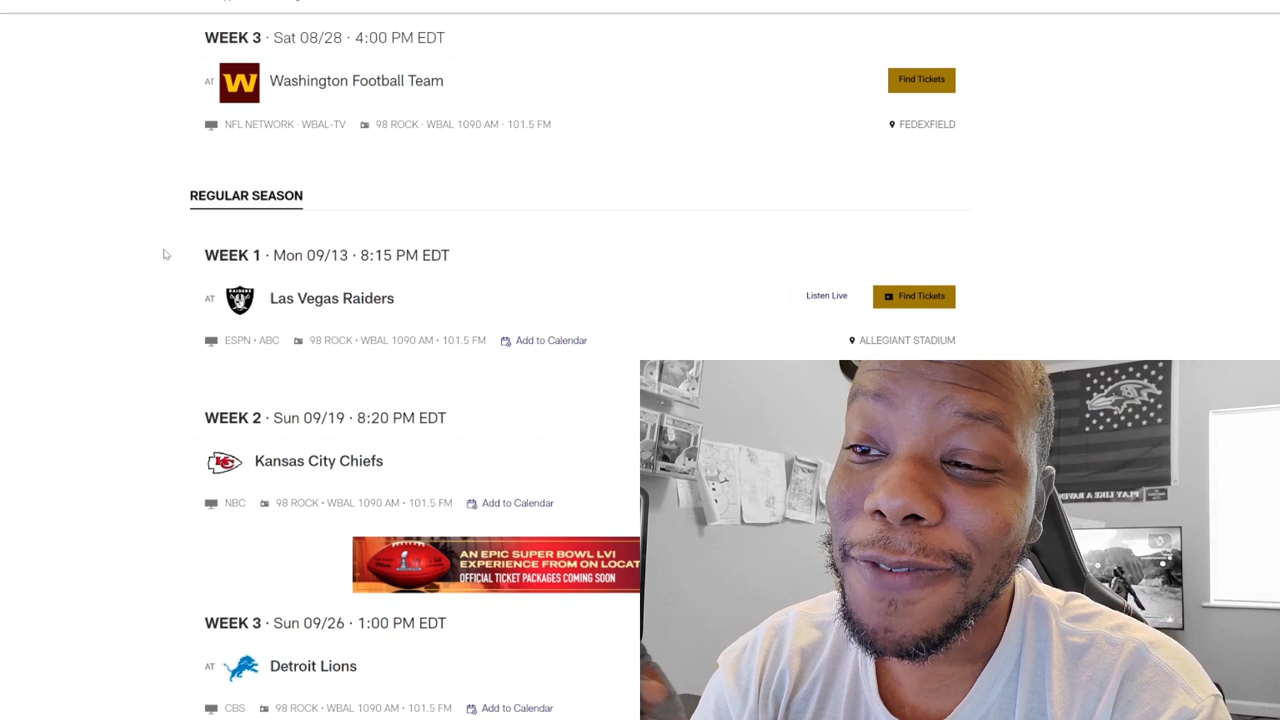 WEEK 3 · Sat 08/28 · 4:00 PM EDT
AT W Washington Football Team Find Tickets
NFL NETWORK · WBAL-TV 98 ROCK · WBAL 1090 AM · 101.5 FM FEDEXFIELD
REGULAR SEASON
WEEK 1 · Mon 09/13 · 8:15 PM EDT
AT RAIDERS Las Vegas Raiders Listen Live Find Tickets
ESPN • ABC 98 ROCK • WBAL 1090 AM • 101.5 FM Add to Calendar ALLEGIANT STADIUM
WEEK 2 · Sun 09/19 · 8:20 PM EDT
KC Kansas City Chiefs
NBC 98 ROCK • WBAL 1090 AM • 101.5 FM Add to Calendar
AN EPIC SUPER BOWL LVI
EXPERIENCE FROM ON LOCAT
OFFICIAL TICKET PACKAGES COMING SOON
WEEK 3 · Sun 09/26 · 1:00 PM EDT
AT Detroit Lions
CBS 98 ROCK • WBAL 1090 AM • 101.5 FM Add to Calendar
PLAY LIKE A RAVEN